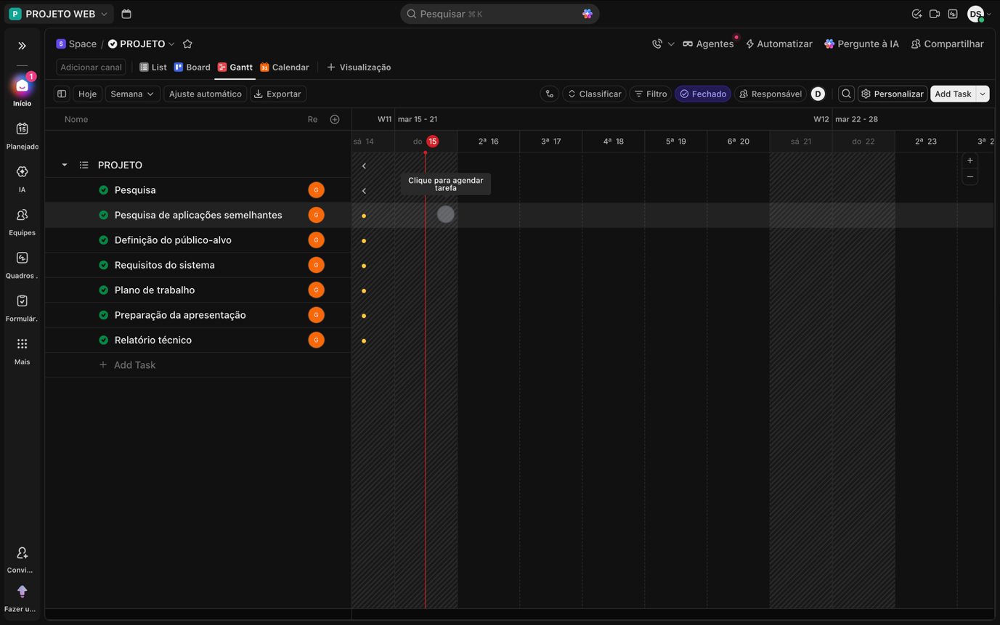 P PROJETO WEB
Pesquisar ⌘ K
DS
S Space / PROJETO
Agentes
Automatizar
Pergunte à IA
Compartilhar
Adicionar canal
List
Board
Gantt
31 Calendar
+ Visualização
Hoje
Semana
Ajuste automático
Exportar
Classificar
Filtro
Fechado
Responsável
D
Personalizar
Add Task
1
Início
15
Planejado
IA
Equipes
Quadros .
Formulár.
Mais
Convi...
Fazer u...
Nome
Re
W11 mar 15 - 21
W12 mar 22 - 28
sá 14
do 15
2ª 16
3ª 17
4ª 18
5ª 19
6ª 20
sá 21
do 22
2ª 23
3ª 2
PROJETO
Pesquisa G
Clique para agendar
tarefa
Pesquisa de aplicações semelhantes G
Definição do público-alvo G
Requisitos do sistema G
Plano de trabalho G
Preparação da apresentação G
Relatório técnico G
+ Add Task
+
−